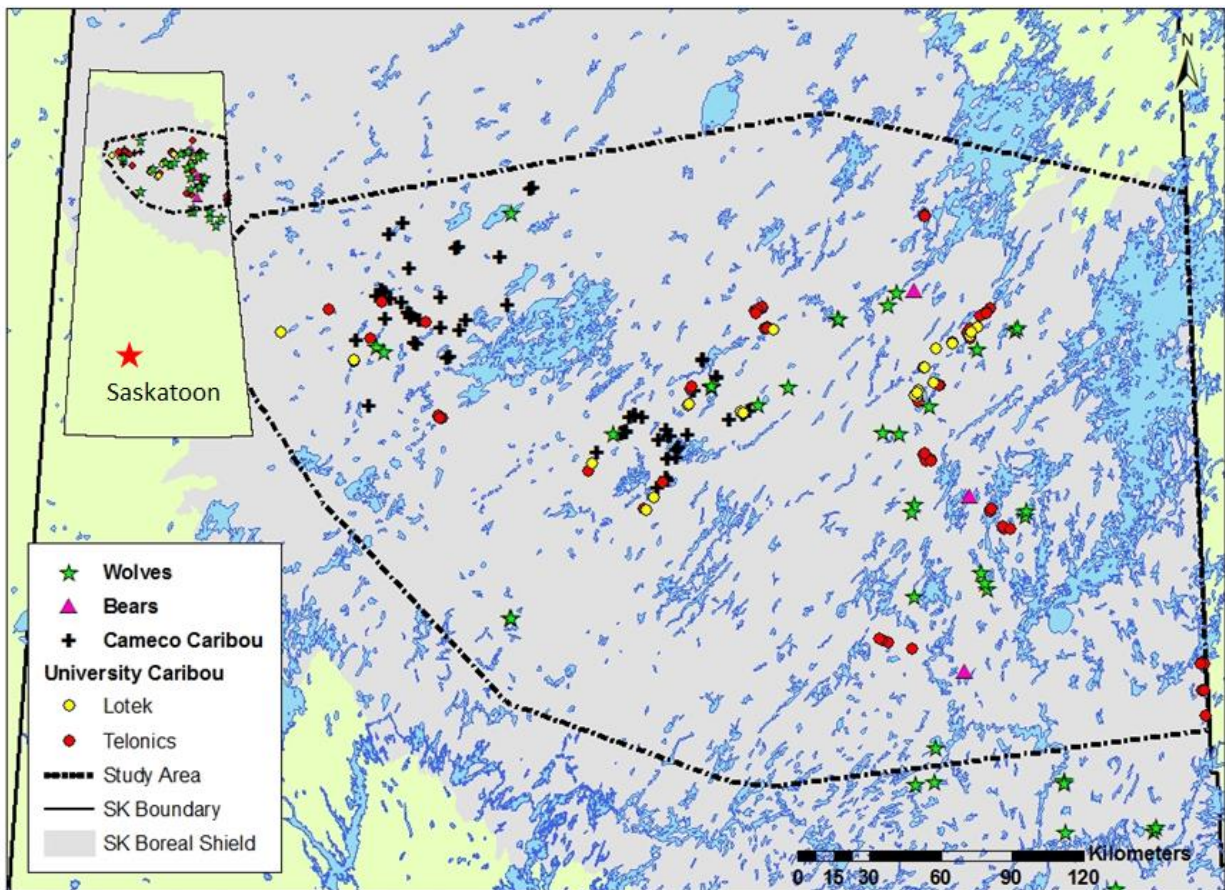 N
Saskatoon
Wolves
Bears
Cameco Caribou
University Caribou
Lotek
Telonics
Study Area
SK Boundary
SK Boreal Shield
Kilometers
0 15 30 60 90 120